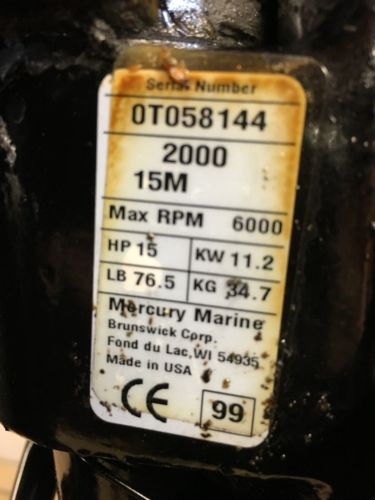 Serial Number
0T058144
2000
15M
Max RPM 6000
HP 15 KW 11.2
LB 76.5 KG 34.7
Mercury Marine
Brunswick Corp.
Fond du Lac, WI 54935
Made in USA
CE 99